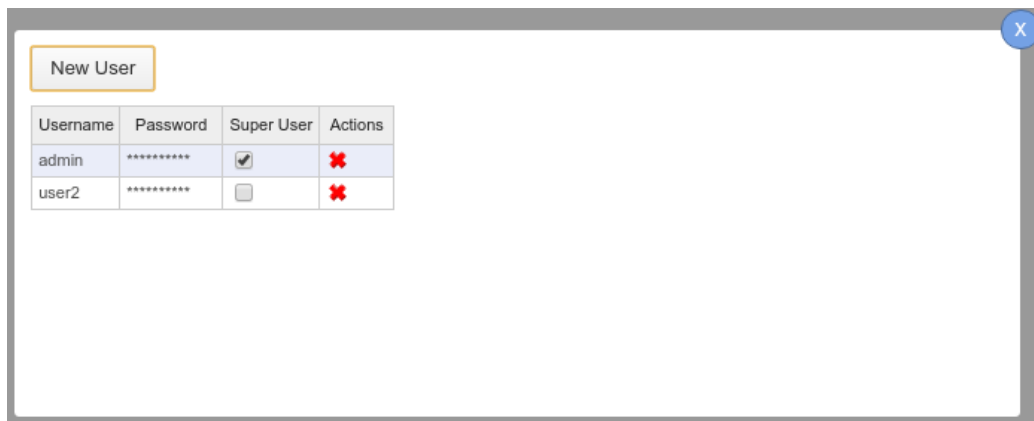 X
New User
Username Password Super User Actions
admin **********
user2 **********